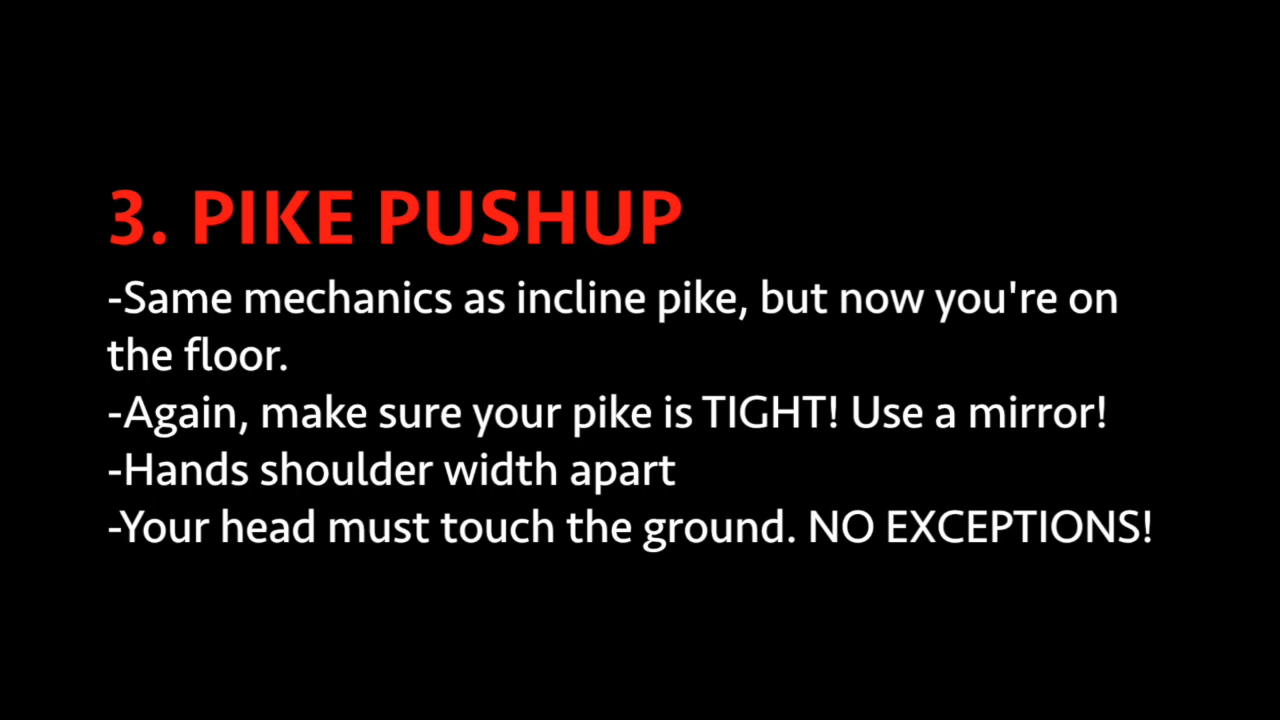 3. PIKE PUSHUP
-Same mechanics as incline pike, but now you're on
the floor.
-Again, make sure your pike is TIGHT! Use a mirror!
-Hands shoulder width apart
-Your head must touch the ground. NO EXCEPTIONS!